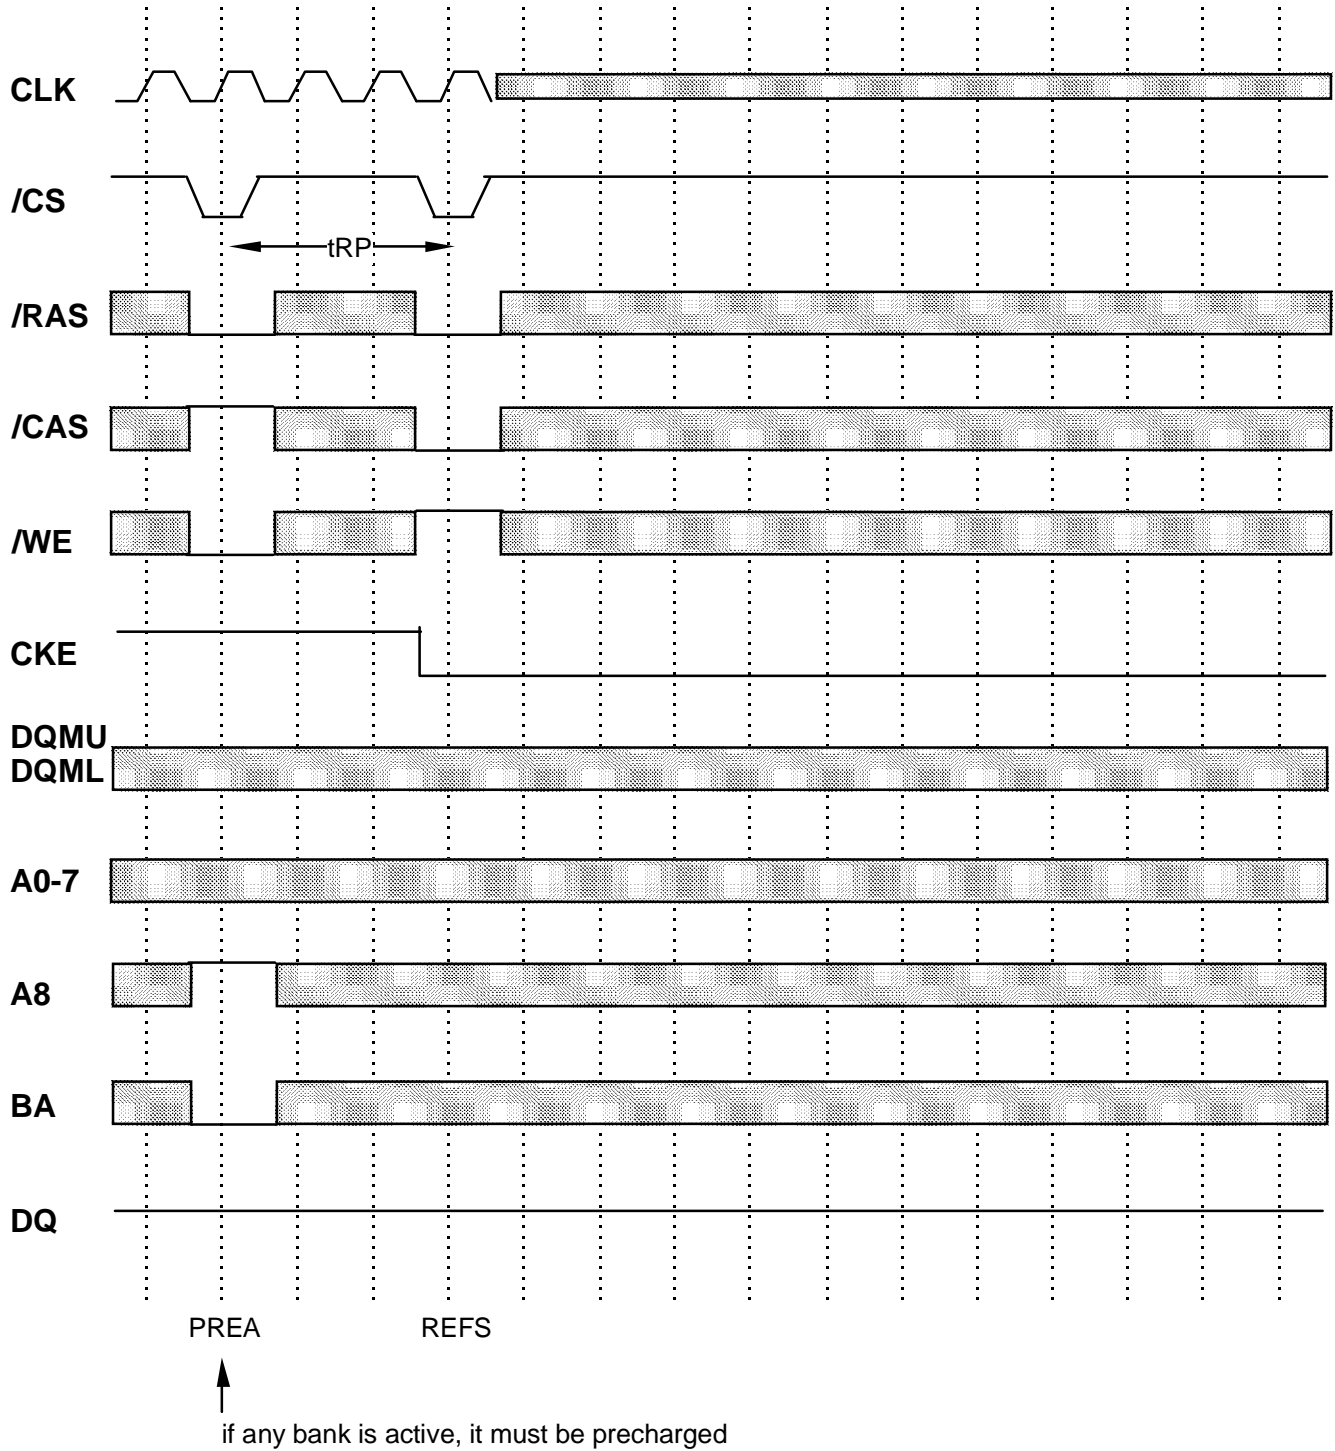 CLK
/CS
tRP
/RAS
/CAS
/WE
CKE
DQMU
DQML
A0-7
A8
BA
DQ
PREA REFS
if any bank is active, it must be precharged